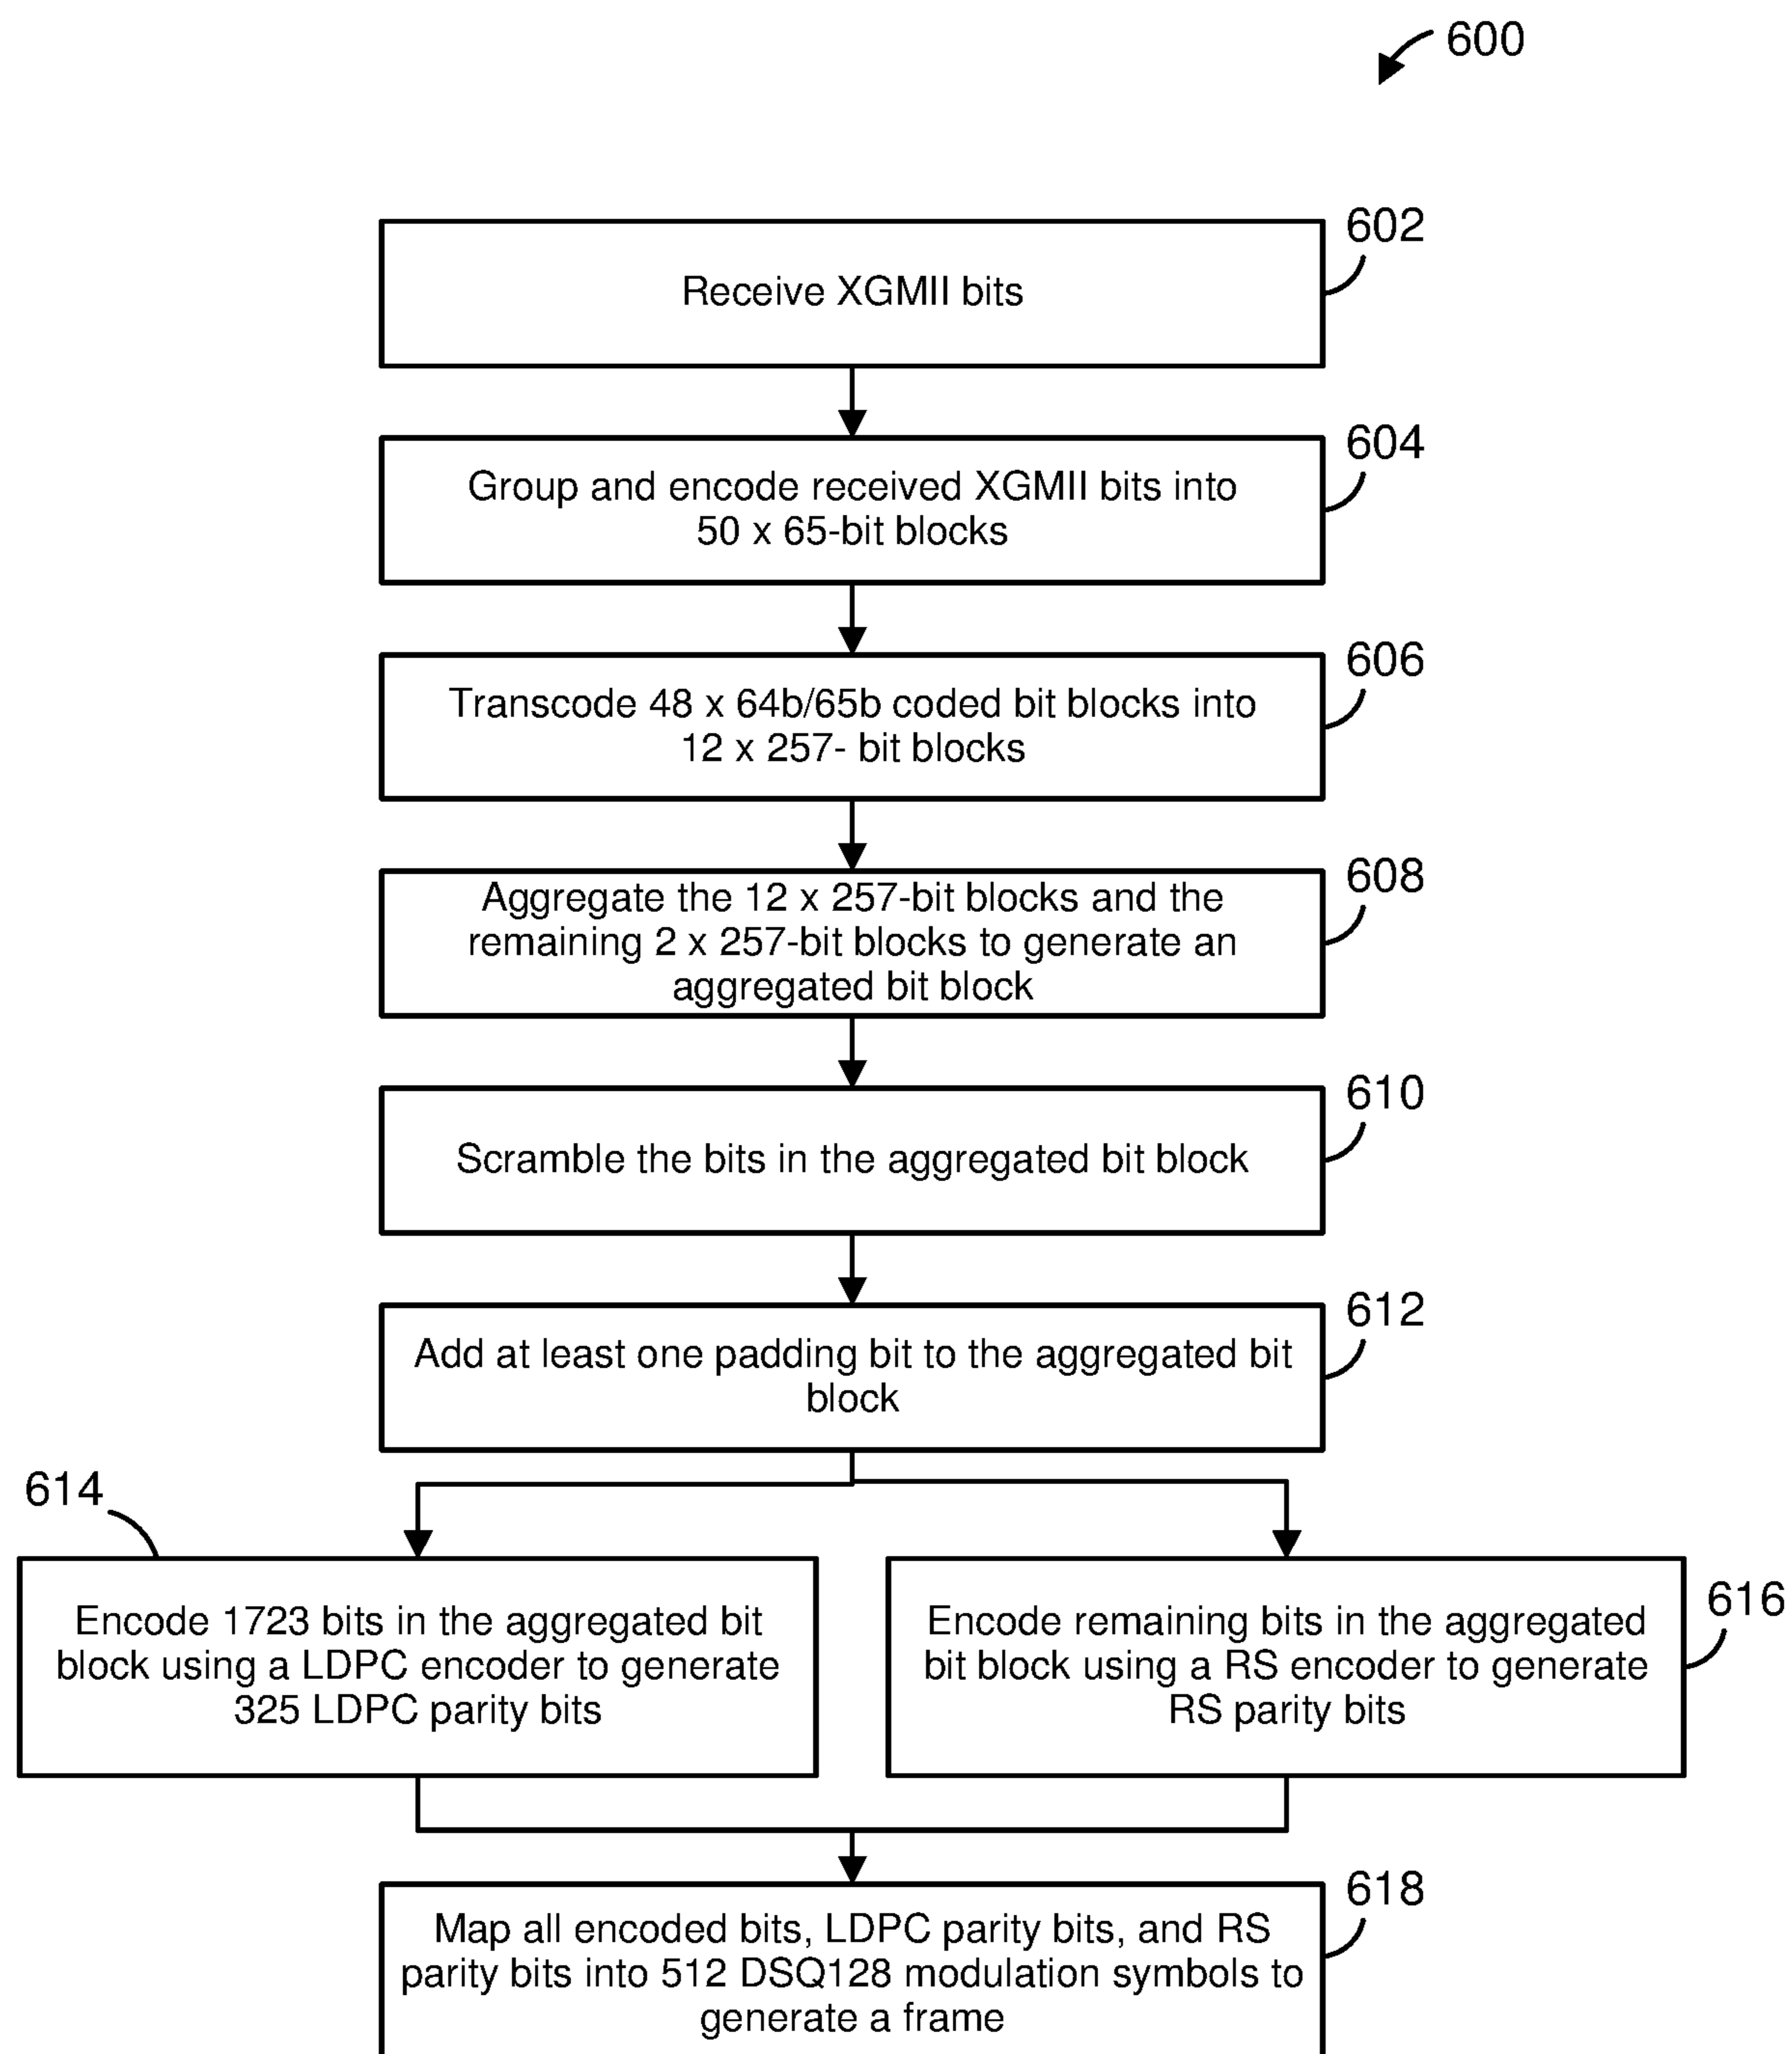 600
602
Receive XGMII bits
604
Group and encode received XGMII bits into
50 x 65-bit blocks
606
Transcode 48 x 64b/65b coded bit blocks into
12 x 257- bit blocks
608
Aggregate the 12 x 257-bit blocks and the
remaining 2 x 257-bit blocks to generate an
aggregated bit block
610
Scramble the bits in the aggregated bit block
612
Add at least one padding bit to the aggregated bit
block
614
Encode 1723 bits in the aggregated bit
block using a LDPC encoder to generate
325 LDPC parity bits
616
Encode remaining bits in the aggregated
bit block using a RS encoder to generate
RS parity bits
618
Map all encoded bits, LDPC parity bits, and RS
parity bits into 512 DSQ128 modulation symbols to
generate a frame